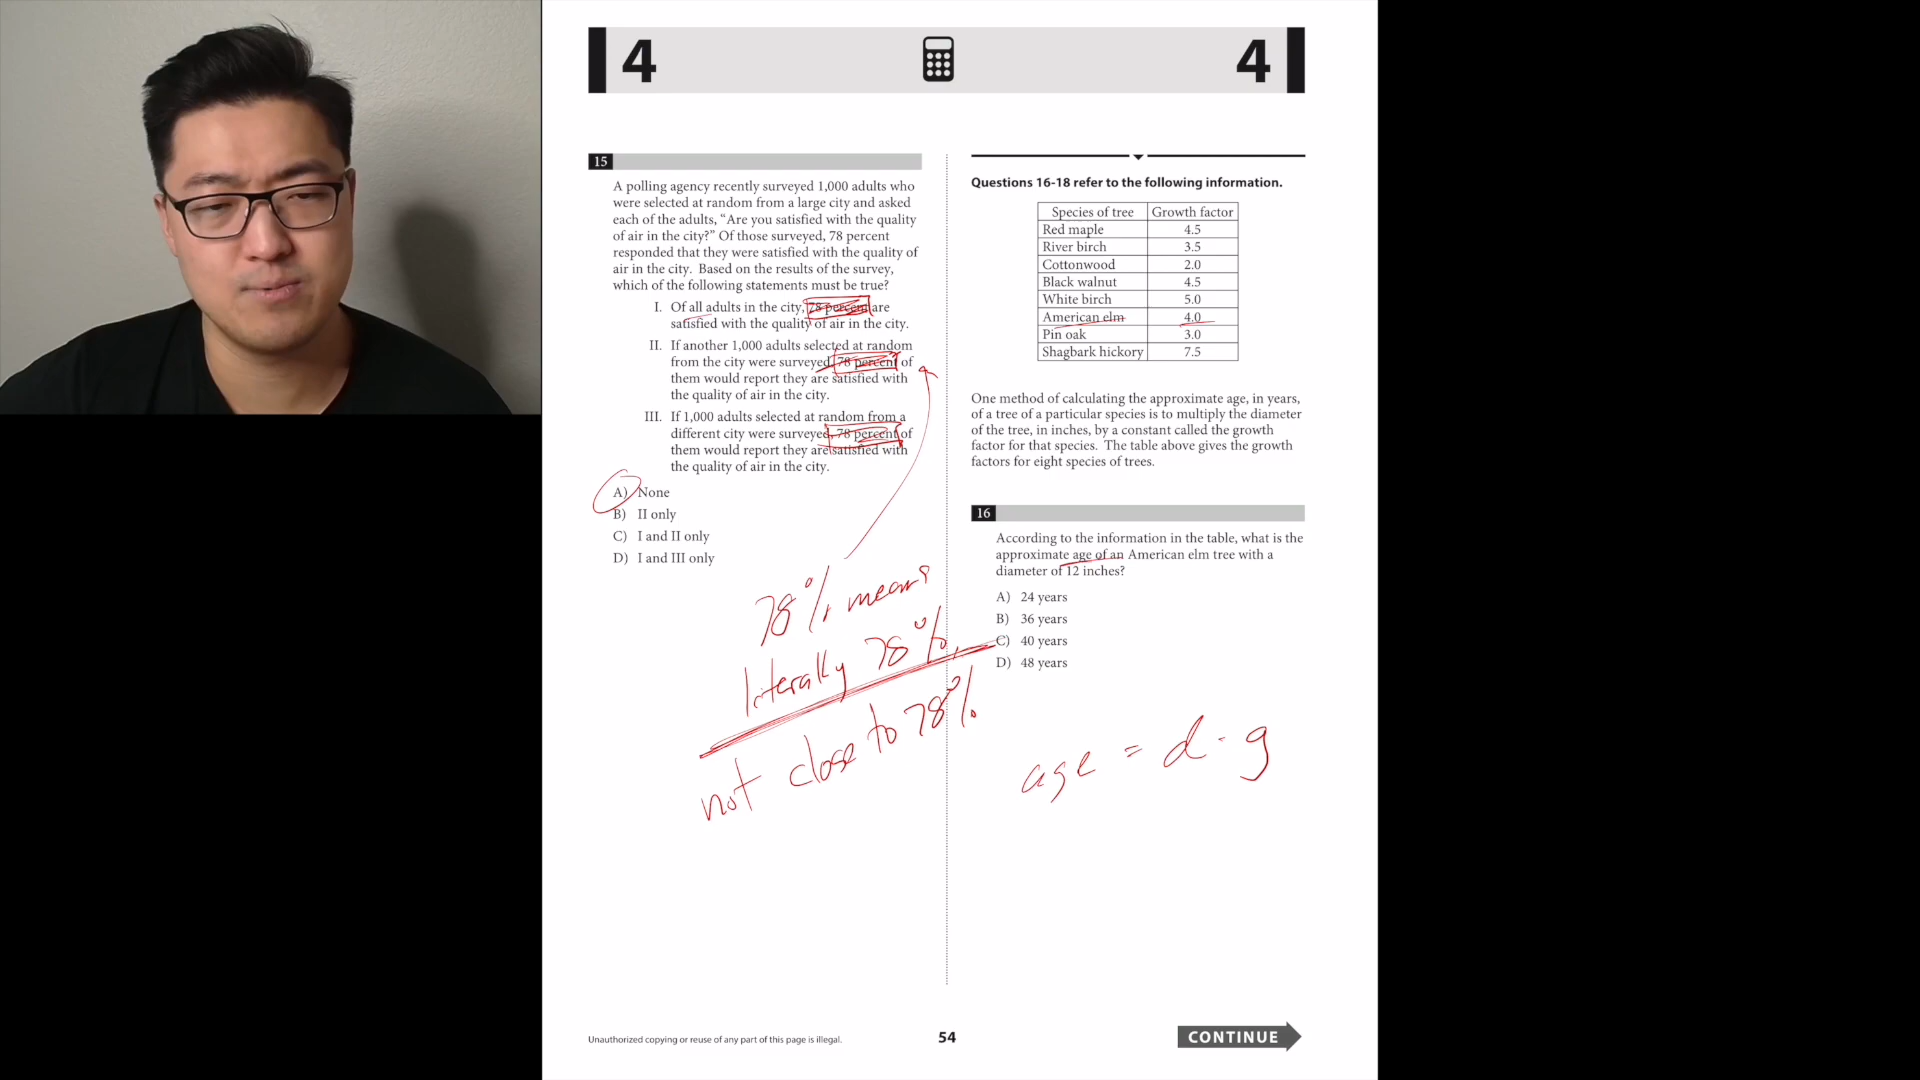 4 4
15
A polling agency recently surveyed 1,000 adults who
were selected at random from a large city and asked
each of the adults, “Are you satisfied with the quality
of air in the city?” Of those surveyed, 78 percent
responded that they were satisfied with the quality of
air in the city. Based on the results of the survey,
which of the following statements must be true?
I. Of all adults in the city, 78 percent are
satisfied with the quality of air in the city.
II. If another 1,000 adults selected at random
from the city were surveyed, 78 percent of
them would report they are satisfied with
the quality of air in the city.
III. If 1,000 adults selected at random from a
different city were surveyed, 78 percent of
them would report they are satisfied with
the quality of air in the city.
A) None
B) II only
C) I and II only
D) I and III only
78% means
literally 78%,
not close to 78%
Questions 16-18 refer to the following information.
Species of tree Growth factor
Red maple 4.5
River birch 3.5
Cottonwood 2.0
Black walnut 4.5
White birch 5.0
American elm 4.0
Pin oak 3.0
Shagbark hickory 7.5
One method of calculating the approximate age, in years,
of a tree of a particular species is to multiply the diameter
of the tree, in inches, by a constant called the growth
factor for that species. The table above gives the growth
factors for eight species of trees.
16
According to the information in the table, what is the
approximate age of an American elm tree with a
diameter of 12 inches?
A) 24 years
B) 36 years
C) 40 years
D) 48 years
age = d · g
Unauthorized copying or reuse of any part of this page is illegal.
54
CONTINUE